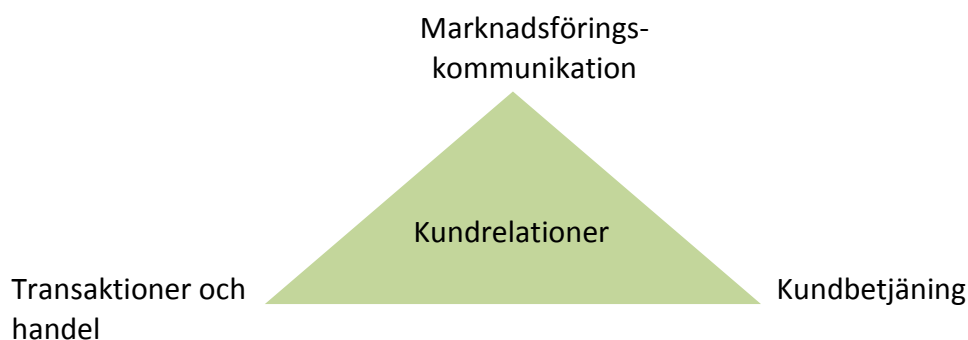 Marknadsförings-
kommunikation
Kundrelationer
Transaktioner och
handel
Kundbetjäning